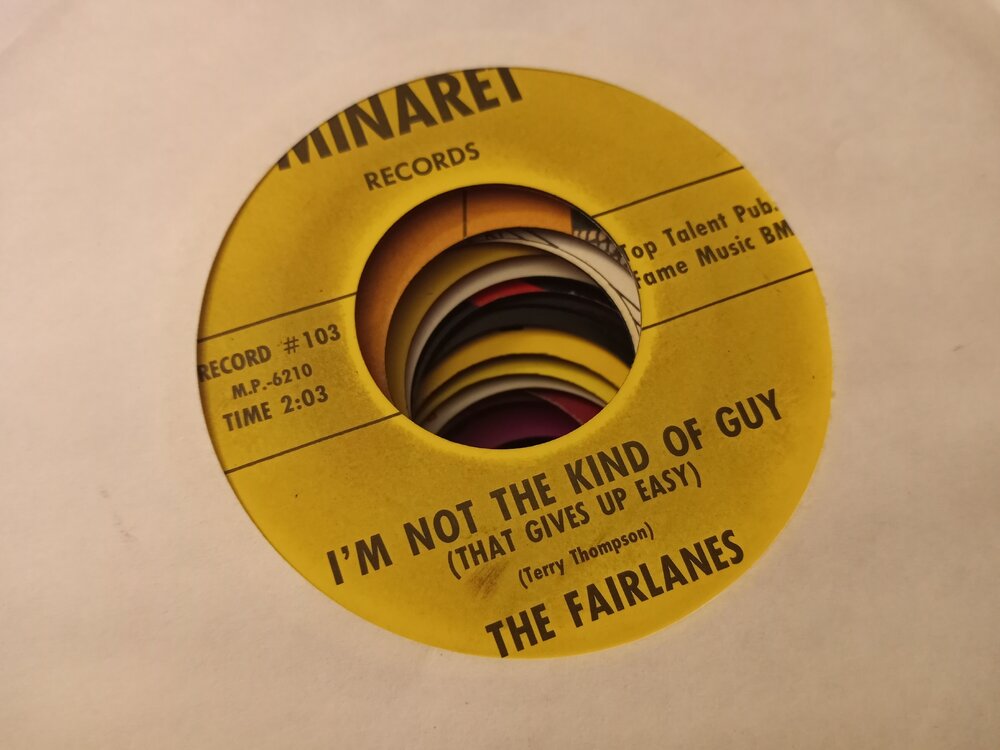 MINARET
RECORDS
Top Talent Pub.
Fame Music BM
RECORD #103
M.P.-6210
TIME 2:03
I'M NOT THE KIND OF GUY
(THAT GIVES UP EASY)
(Terry Thompson)
THE FAIRLANES